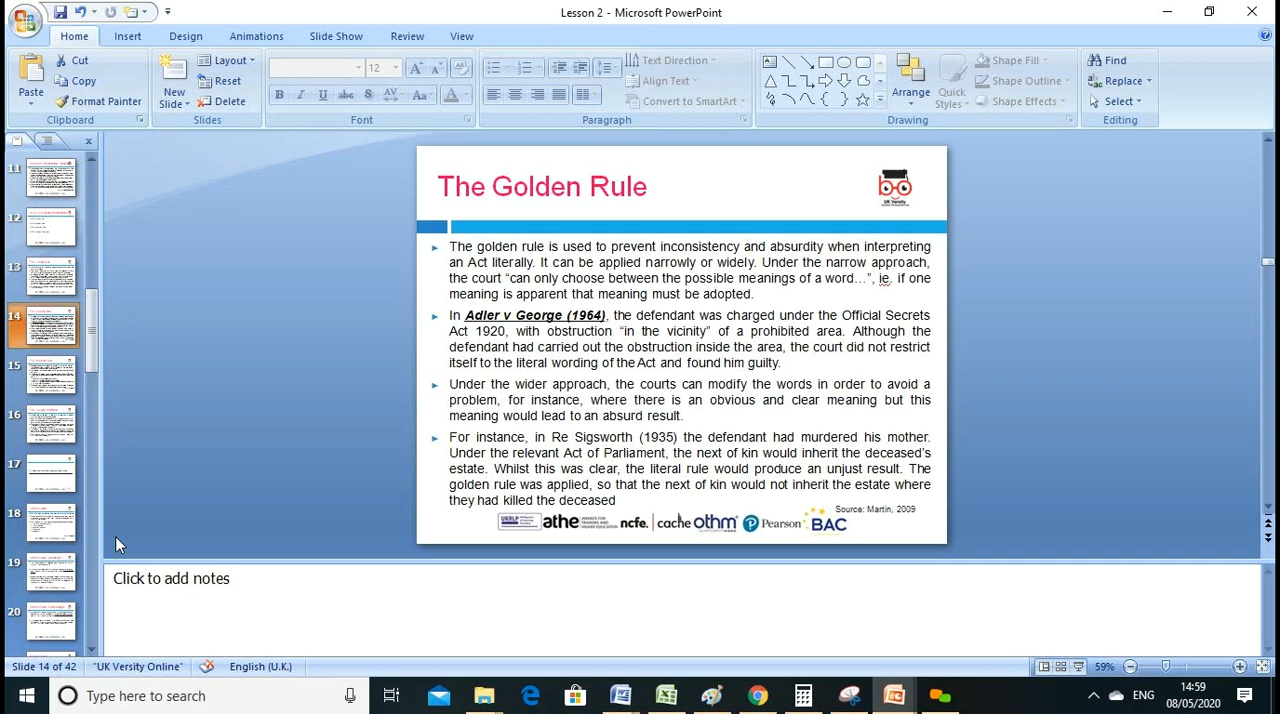 Lesson 2 - Microsoft PowerPoint
Home Insert Design Animations Slide Show Review View
Paste
Cut
Copy
Format Painter
Clipboard
New Slide
Layout
Reset
Delete
Slides
12
Font
Text Direction
Align Text
Convert to SmartArt
Paragraph
Arrange
Quick Styles
Shape Fill
Shape Outline
Shape Effects
Drawing
Find
Replace
Select
Editing
11
12
13
14
15
16
17
18
19
20
The Golden Rule
UK Versity
The golden rule is used to prevent inconsistency and absurdity when interpreting
an Act literally. It can be applied narrowly or widely. Under the narrow approach,
the court “can only choose between the possible meanings of a word…”, ie. if one
meaning is apparent that meaning must be adopted.
In Adler v George (1964), the defendant was charged under the Official Secrets
Act 1920, with obstruction “in the vicinity” of a prohibited area. Although the
defendant had carried out the obstruction inside the area, the court did not restrict
itself to the literal wording of the Act and found him guilty.
Under the wider approach, the courts can modify the words in order to avoid a
problem, for instance, where there is an obvious and clear meaning but this
meaning would lead to an absurd result.
For instance, in Re Sigsworth (1935) the defendant had murdered his mother.
Under the relevant Act of Parliament, the next of kin would inherit the deceased’s
estate. Whilst this was clear, the literal rule would produce an unjust result. The
golden rule was applied, so that the next of kin would not inherit the estate where
they had killed the deceased
Source: Martin, 2009
UKRLP athe ncfe. cache othm Pearson BAC
Click to add notes
Slide 14 of 42 "UK Versity Online" English (U.K.) 59%
Type here to search
ENG
14:59
08/05/2020